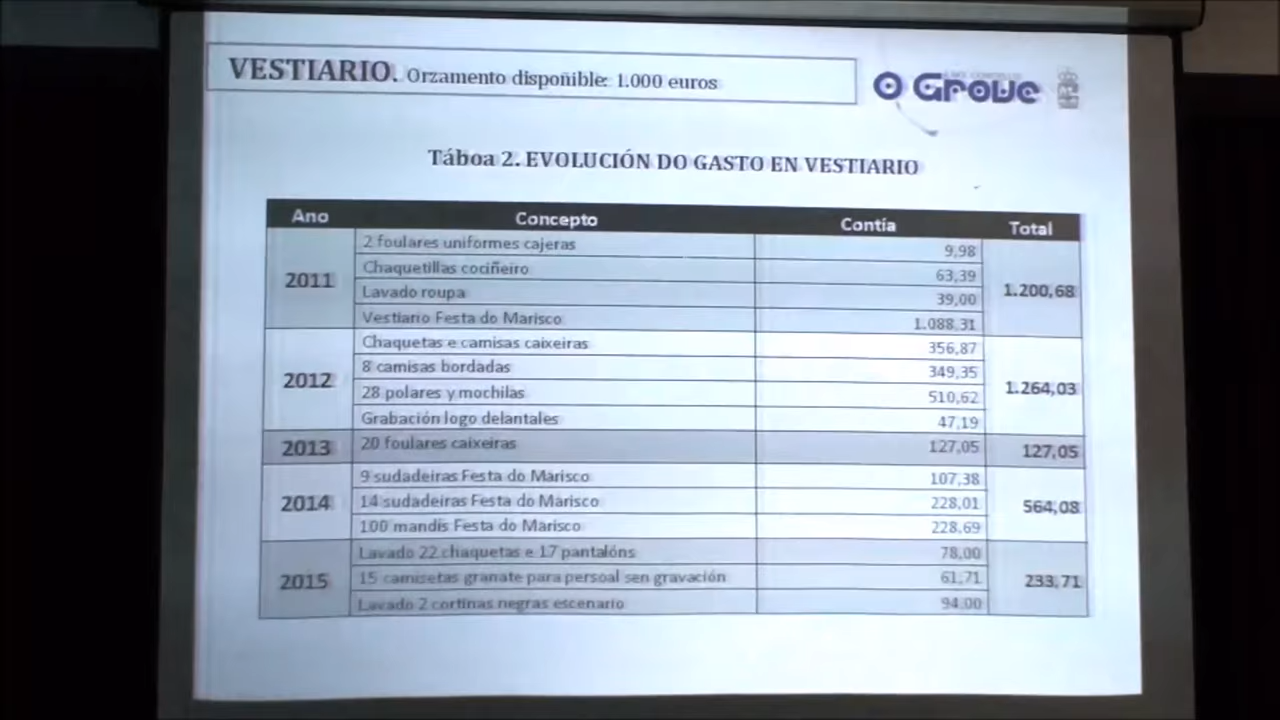 VESTIARIO. Orzamento dispoñible: 1.000 euros
O Grove
Táboa 2. EVOLUCIÓN DO GASTO EN VESTIARIO
Ano Concepto Contía Total
2011 2 foulares uniformes cajeras 9,98 1.200,68
Chaquetillas cociñeiro 63,39
Lavado roupa 39,00
Vestiario Festa do Marisco 1.088,31
2012 Chaquetas e camisas caixeiras 356,87 1.264,03
8 camisas bordadas 349,35
28 polares y mochilas 510,62
Grabación logo delantales 47,19
2013 20 foulares caixeiras 127,05 127,05
2014 9 sudadeiras Festa do Marisco 107,38 564,08
14 sudadeiras Festa do Marisco 228,01
100 mandís Festa do Marisco 228,69
2015 Lavado 22 chaquetas e 17 pantalóns 78,00 233,71
15 camisetas granate para persoal sen gravación 61,71
Lavado 2 cortinas negras escenario 94,00